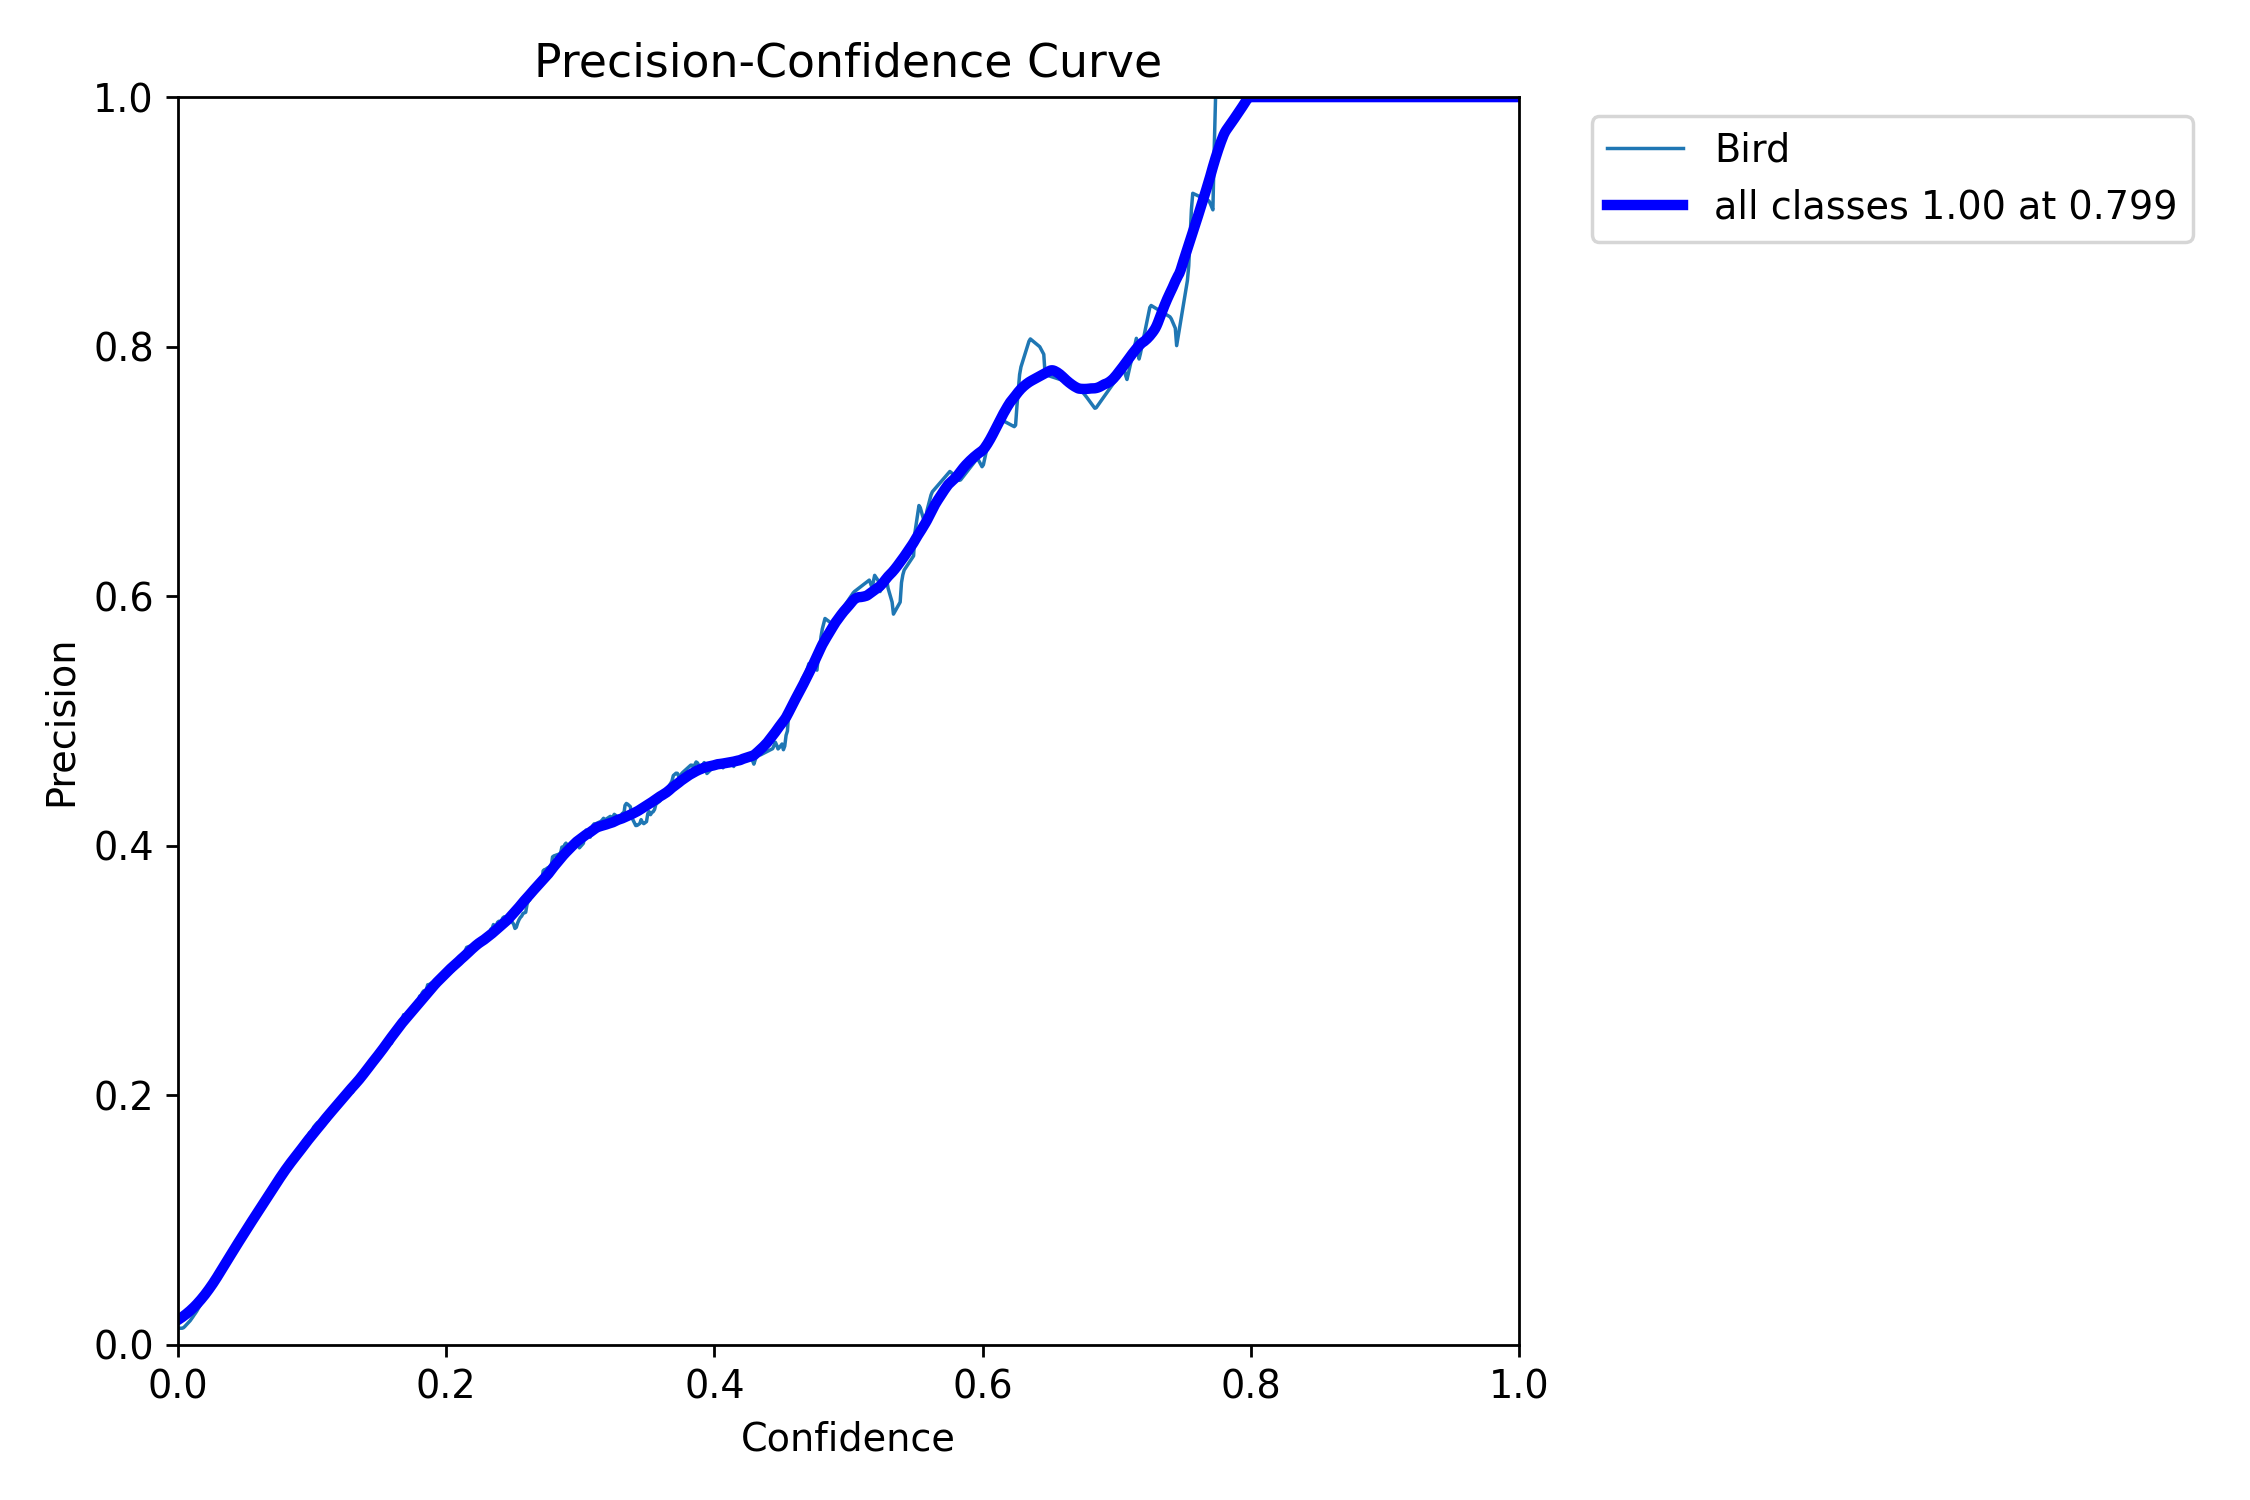 Precision-Confidence Curve
1.0
0.8
0.6
0.4
0.2
0.0
Precision
0.0 0.2 0.4 0.6 0.8 1.0
Confidence
Bird
all classes 1.00 at 0.799